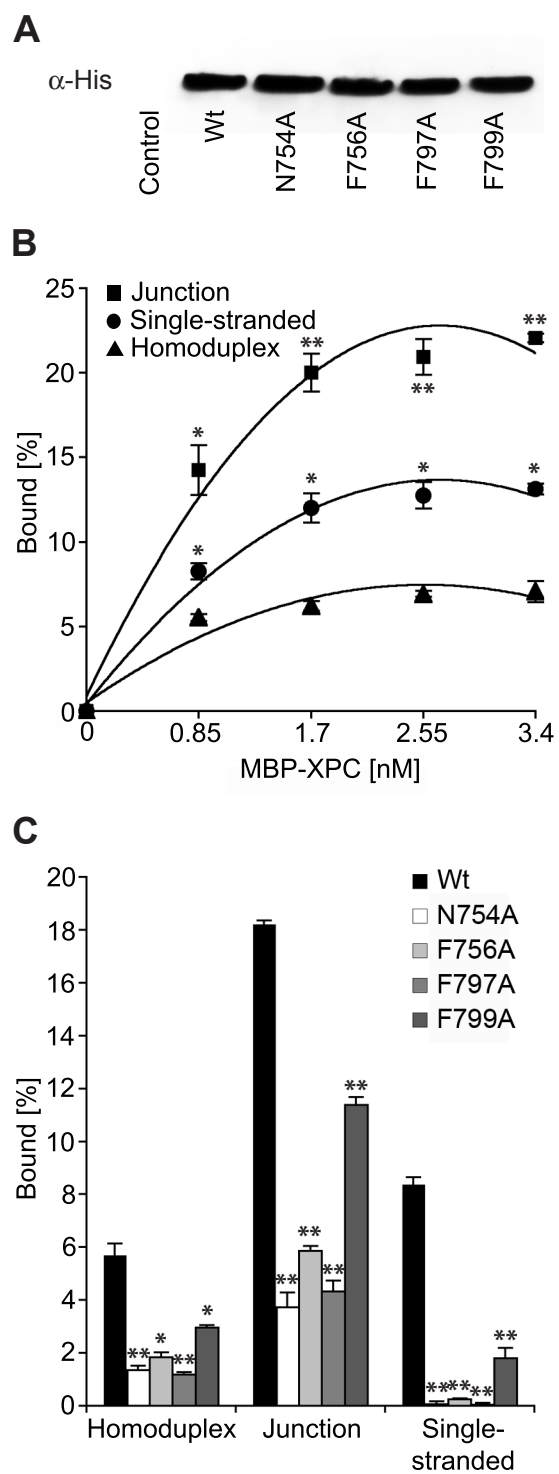 A
α-His
Control
Wt
N754A
F756A
F797A
F799A
B
25
20
15
10
5
0
Bound [%]
Junction
Single-stranded
Homoduplex
*
**
**
**
*
*
*
*
0
0.85
1.7
2.55
3.4
MBP-XPC [nM]
C
20
18
16
14
12
10
8
6
4
2
0
Bound [%]
Wt
N754A
F756A
F797A
F799A
**
*
**
*
**
**
**
**
**
**
**
**
Homoduplex
Junction
Single-
stranded